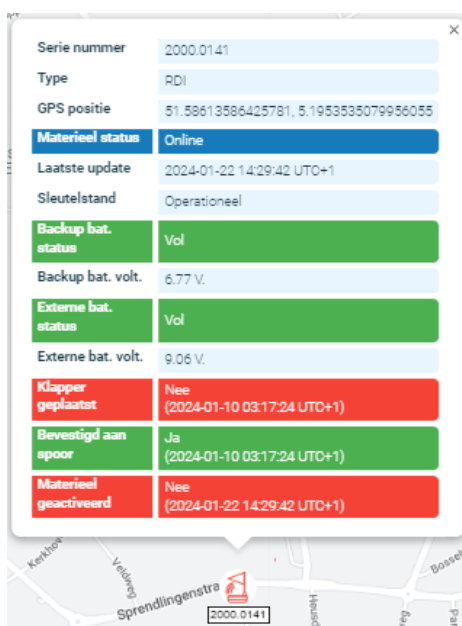 ×
Serie nummer 2000.0141
Type RDI
GPS positie 51.58613586425781, 5.1953535079956055
Materieel status Online
Laatste update 2024-01-22 14:29:42 UTC+1
Sleutelstand Operationeel
Backup bat. status Vol
Backup bat. volt. 6.77 V.
Externe bat. status Vol
Externe bat. volt. 9.06 V.
Klapper Nee
geplaatst (2024-01-10 03:17:24 UTC+1)
Bevestigd aan Ja
spoor (2024-01-10 03:17:24 UTC+1)
Materieel Nee
geactiveerd (2024-01-22 14:29:42 UTC+1)
Veldweg
Sprendlingenstra
2000.0141